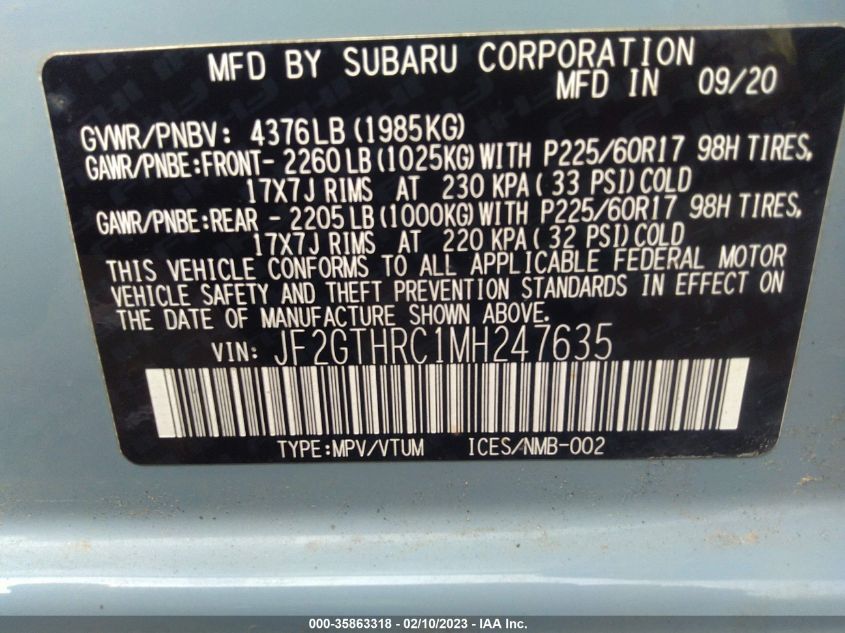 MFD BY SUBARU CORPORATION
MFD IN 09/20
GVWR/PNBV: 4376LB (1985KG)
GAWR/PNBE:FRONT- 2260 LB (1025KG) WITH P225/60R17 98H TIRES,
17X7J RIMS AT 230 KPA ( 33 PSI) COLD
GAWR/PNBE:REAR - 2205 LB (1000KG) WITH P225/60R17 98H TIRES,
17X7J RIMS AT 220 KPA ( 32 PSI) COLD
THIS VEHICLE CONFORMS TO ALL APPLICABLE FEDERAL MOTOR
VEHICLE SAFETY AND THEFT PREVENTION STANDARDS IN EFFECT ON
THE DATE OF MANUFACTURE SHOWN ABOVE.
VIN: JF2GTHRC1MH247635
TYPE:MPV/VTUM ICES/NMB-002
000-35863318 — 02/10/2023 — IAA Inc.